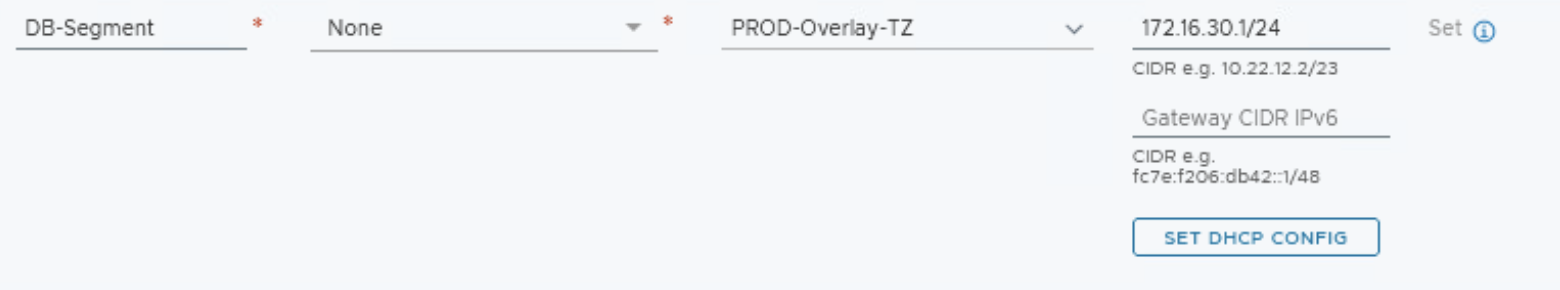 DB-Segment * None * PROD-Overlay-TZ 172.16.30.1/24 Set
CIDR e.g. 10.22.12.2/23
Gateway CIDR IPv6
CIDR e.g.
fc7e:f206:db42::1/48
SET DHCP CONFIG